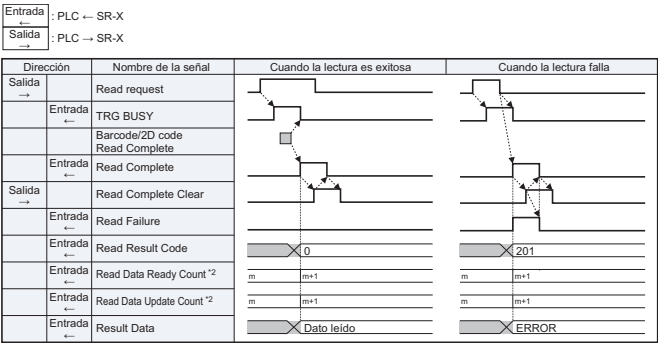 Entrada
←
: PLC ← SR-X
Salida
→
: PLC → SR-X
Dirección Nombre de la señal Cuando la lectura es exitosa Cuando la lectura falla
Salida
→
Read request
Entrada
←
TRG BUSY
Barcode/2D code
Read Complete
Entrada
←
Read Complete
Salida
→
Read Complete Clear
Entrada
←
Read Failure
Entrada
←
Read Result Code 0 201
Entrada
←
Read Data Ready Count *2 m m+1 m m+1
Entrada
←
Read Data Update Count *2 m m+1 m m+1
Entrada
←
Result Data Dato leído ERROR